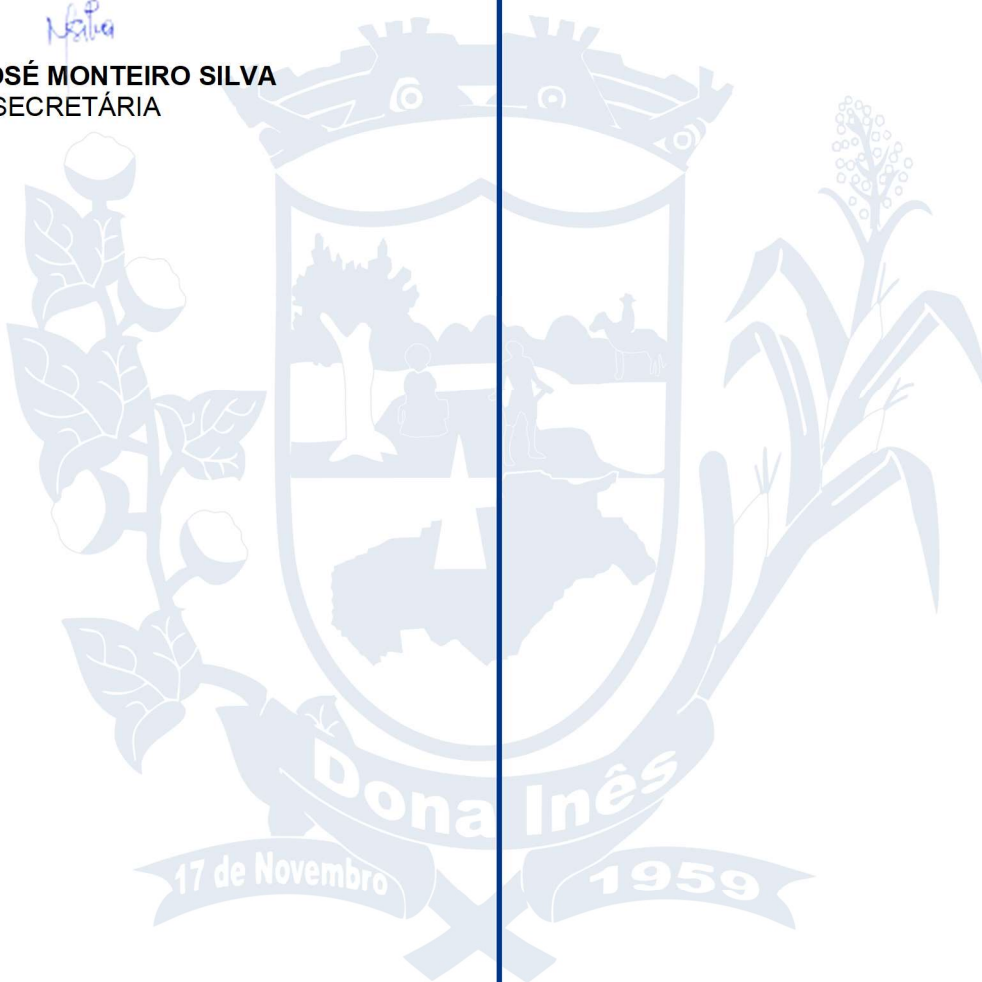 OSÉ MONTEIRO SILVA
SECRETÁRIA
Dona Inês
17 de Novembro
1959